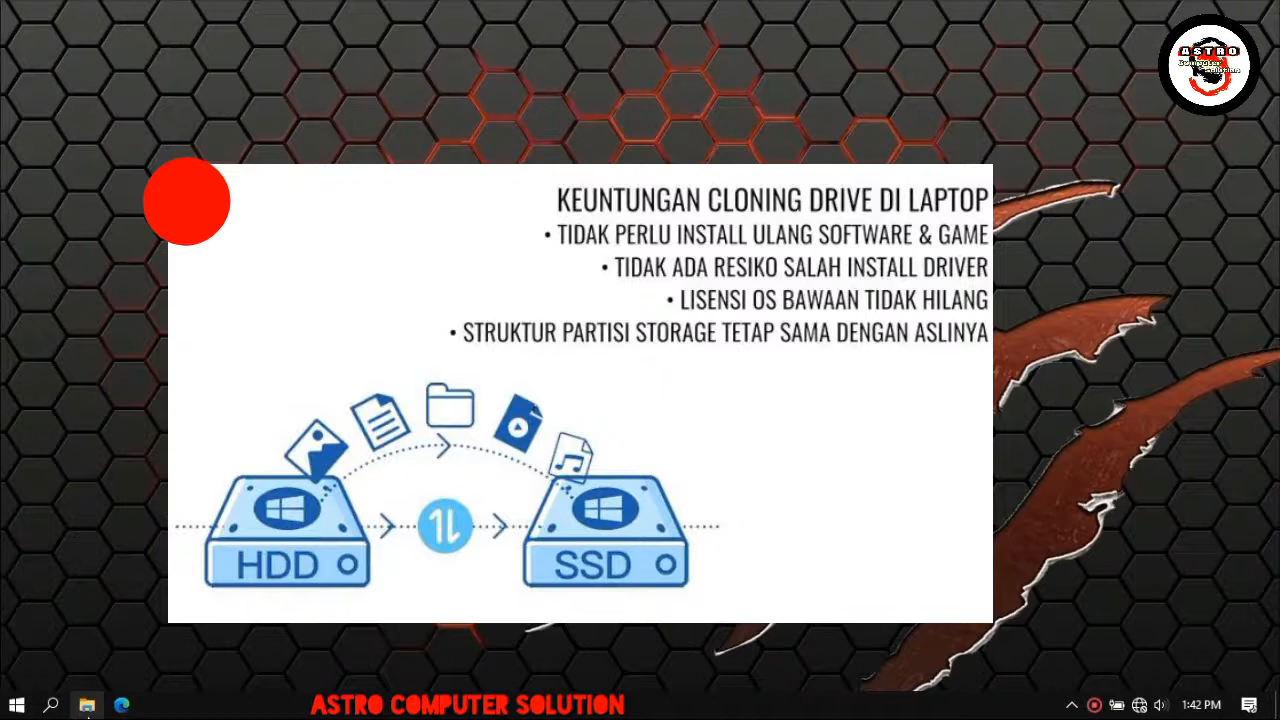 ASTRO
Computer
Solution
KEUNTUNGAN CLONING DRIVE DI LAPTOP
• TIDAK PERLU INSTALL ULANG SOFTWARE & GAME
• TIDAK ADA RESIKO SALAH INSTALL DRIVER
• LISENSI OS BAWAAN TIDAK HILANG
• STRUKTUR PARTISI STORAGE TETAP SAMA DENGAN ASLINYA
HDD
SSD
ASTRO COMPUTER SOLUTION
1:42 PM